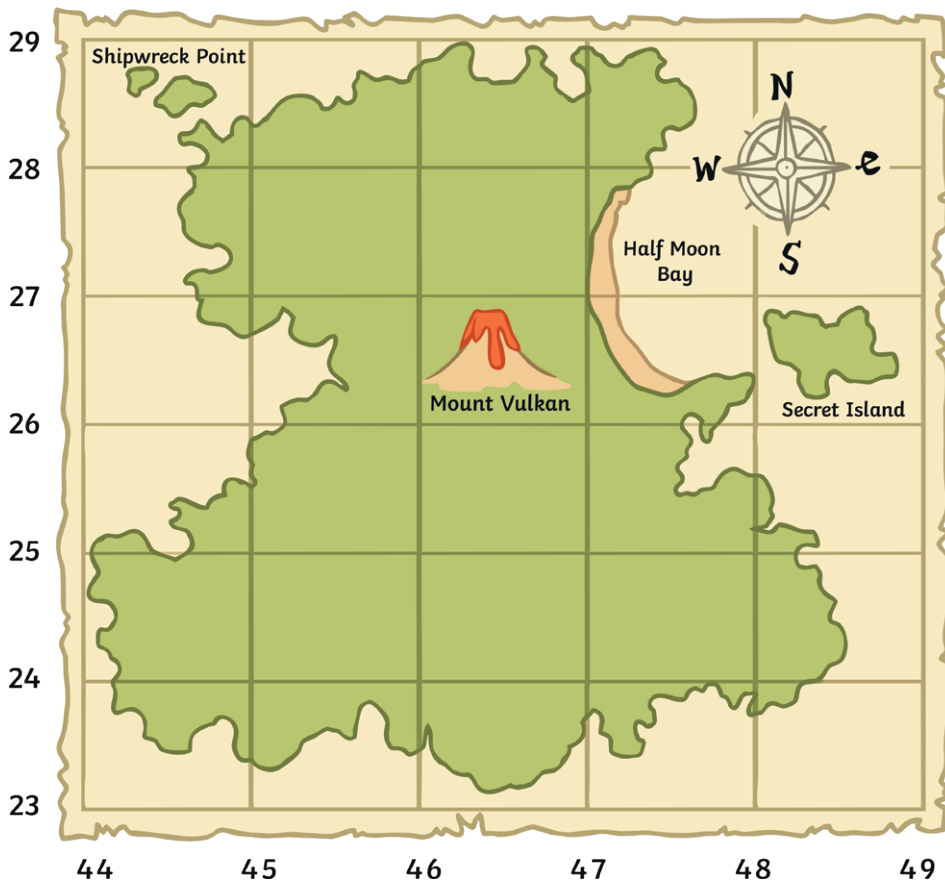 29
Shipwreck Point
N
28
W
e
Half Moon
Bay
S
27
Mount Vulkan
Secret Island
26
25
24
23
44 45 46 47 48 49